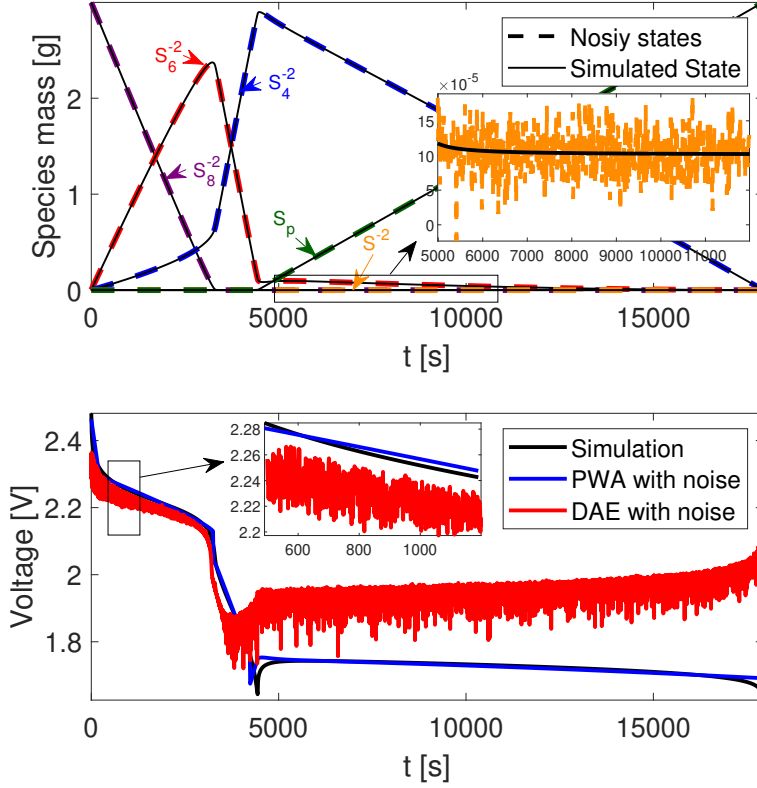 Species mass [g]
0
1
2
S₆⁻²
S₄⁻²
S₈⁻²
Sₚ
S⁻²
Nosiy states
Simulated State
×10⁻⁵
15
10
5
0
5000 6000 7000 8000 9000 10000 11000
0 5000 10000 15000
t [s]
Voltage [V]
2.4
2.2
2
1.8
2.28
2.26
2.24
2.22
2.2
600 800 1000
Simulation
PWA with noise
DAE with noise
0 5000 10000 15000
t [s]